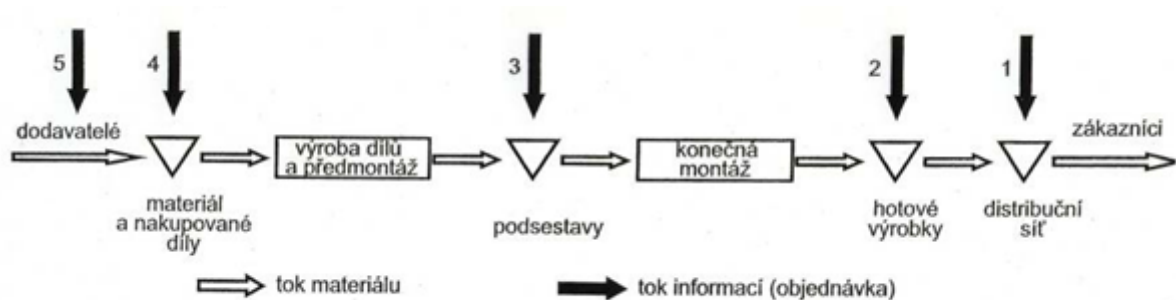 5
4
3
2
1
dodavatelé
zákazníci
výroba dílů
a předmontáž
konečná
montáž
materiál
a nakupované
díly
podsestavy
hotové
výrobky
distribuční
síť
tok materiálu
tok informací (objednávka)